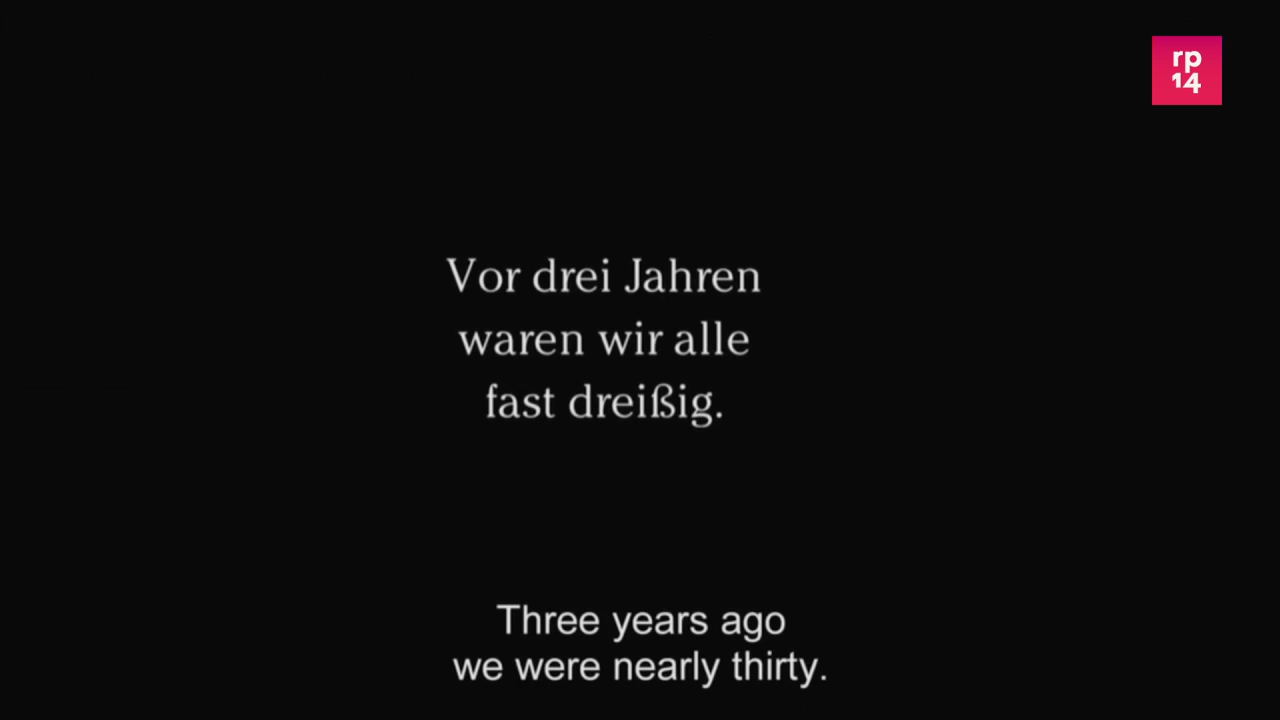 rp
14
Vor drei Jahren
waren wir alle
fast dreißig.
Three years ago
we were nearly thirty.